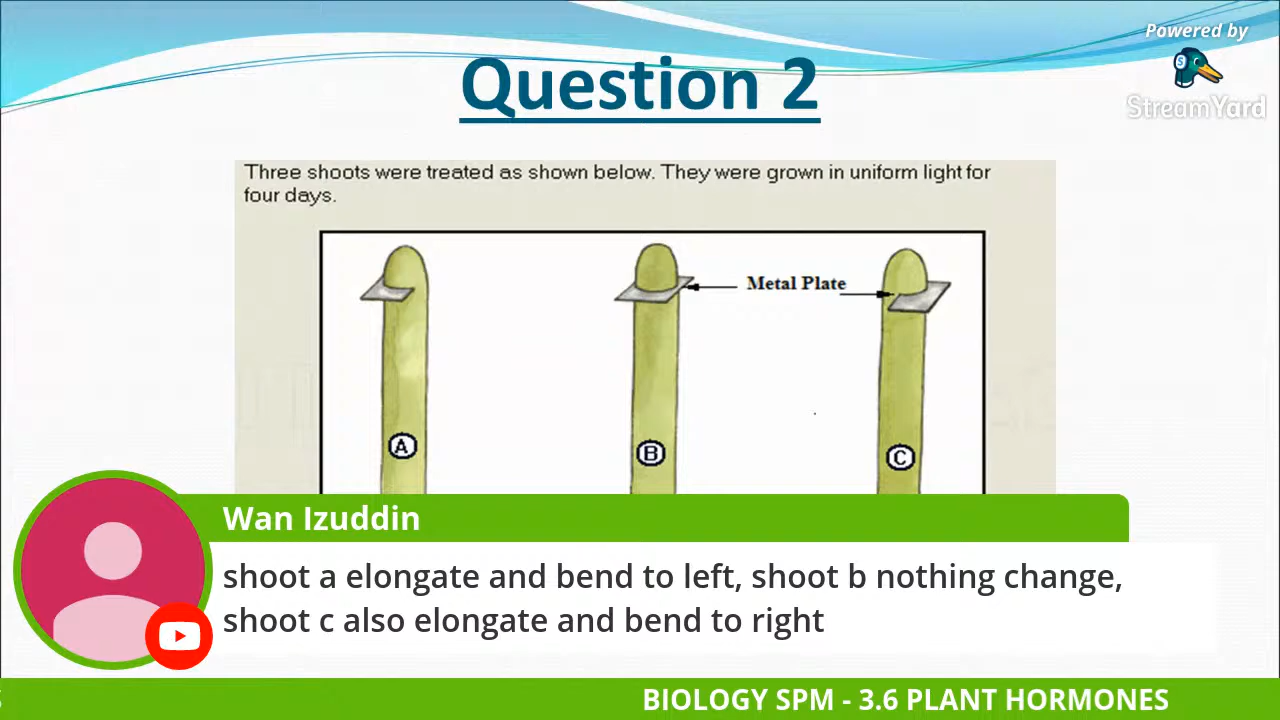 Powered by
StreamYard
Question 2
Three shoots were treated as shown below. They were grown in uniform light for
four days.
Metal Plate
A
B
C
Wan Izuddin
shoot a elongate and bend to left, shoot b nothing change,
shoot c also elongate and bend to right
BIOLOGY SPM - 3.6 PLANT HORMONES